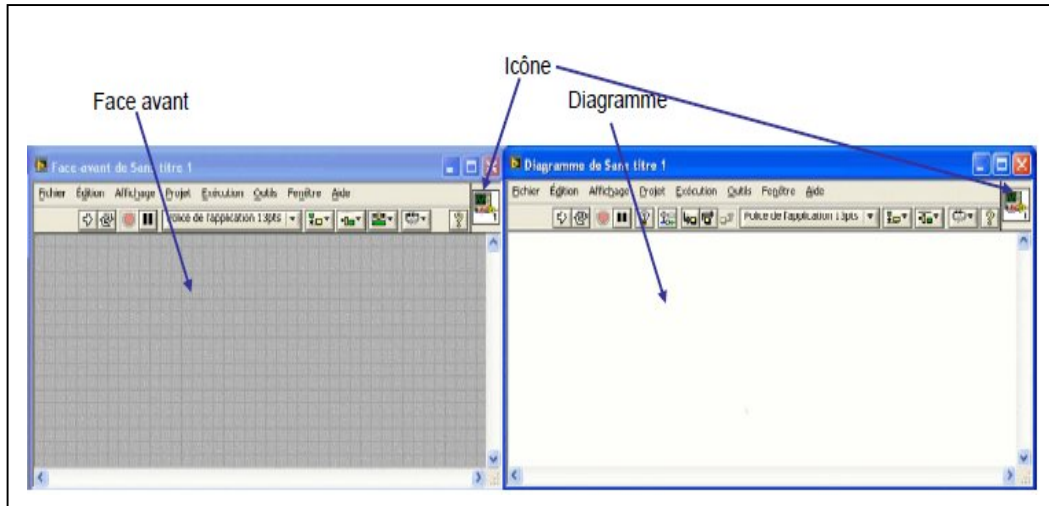 Icône
Face avant
Diagramme
Face-avant de Sans titre 1
Fichier Édition Affichage Projet Exécution Outils Fenêtre Aide
Police de l'application 13pts
Diagramme de Sans titre 1
Fichier Édition Affichage Projet Exécution Outils Fenêtre Aide
Police de l'application 13pts